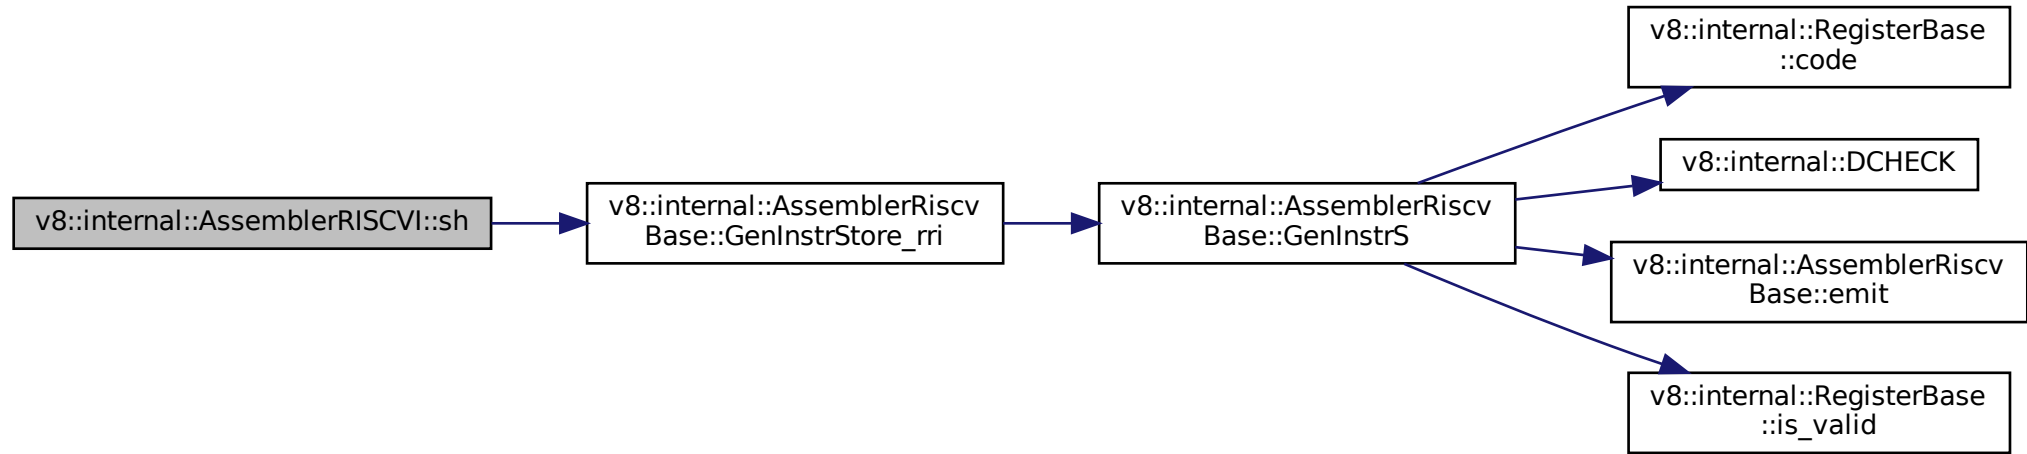 v8::internal::AssemblerRISCVI::sh
v8::internal::AssemblerRiscv
Base::GenInstrStore_rri
v8::internal::AssemblerRiscv
Base::GenInstrS
v8::internal::RegisterBase
::code
v8::internal::DCHECK
v8::internal::AssemblerRiscv
Base::emit
v8::internal::RegisterBase
::is_valid